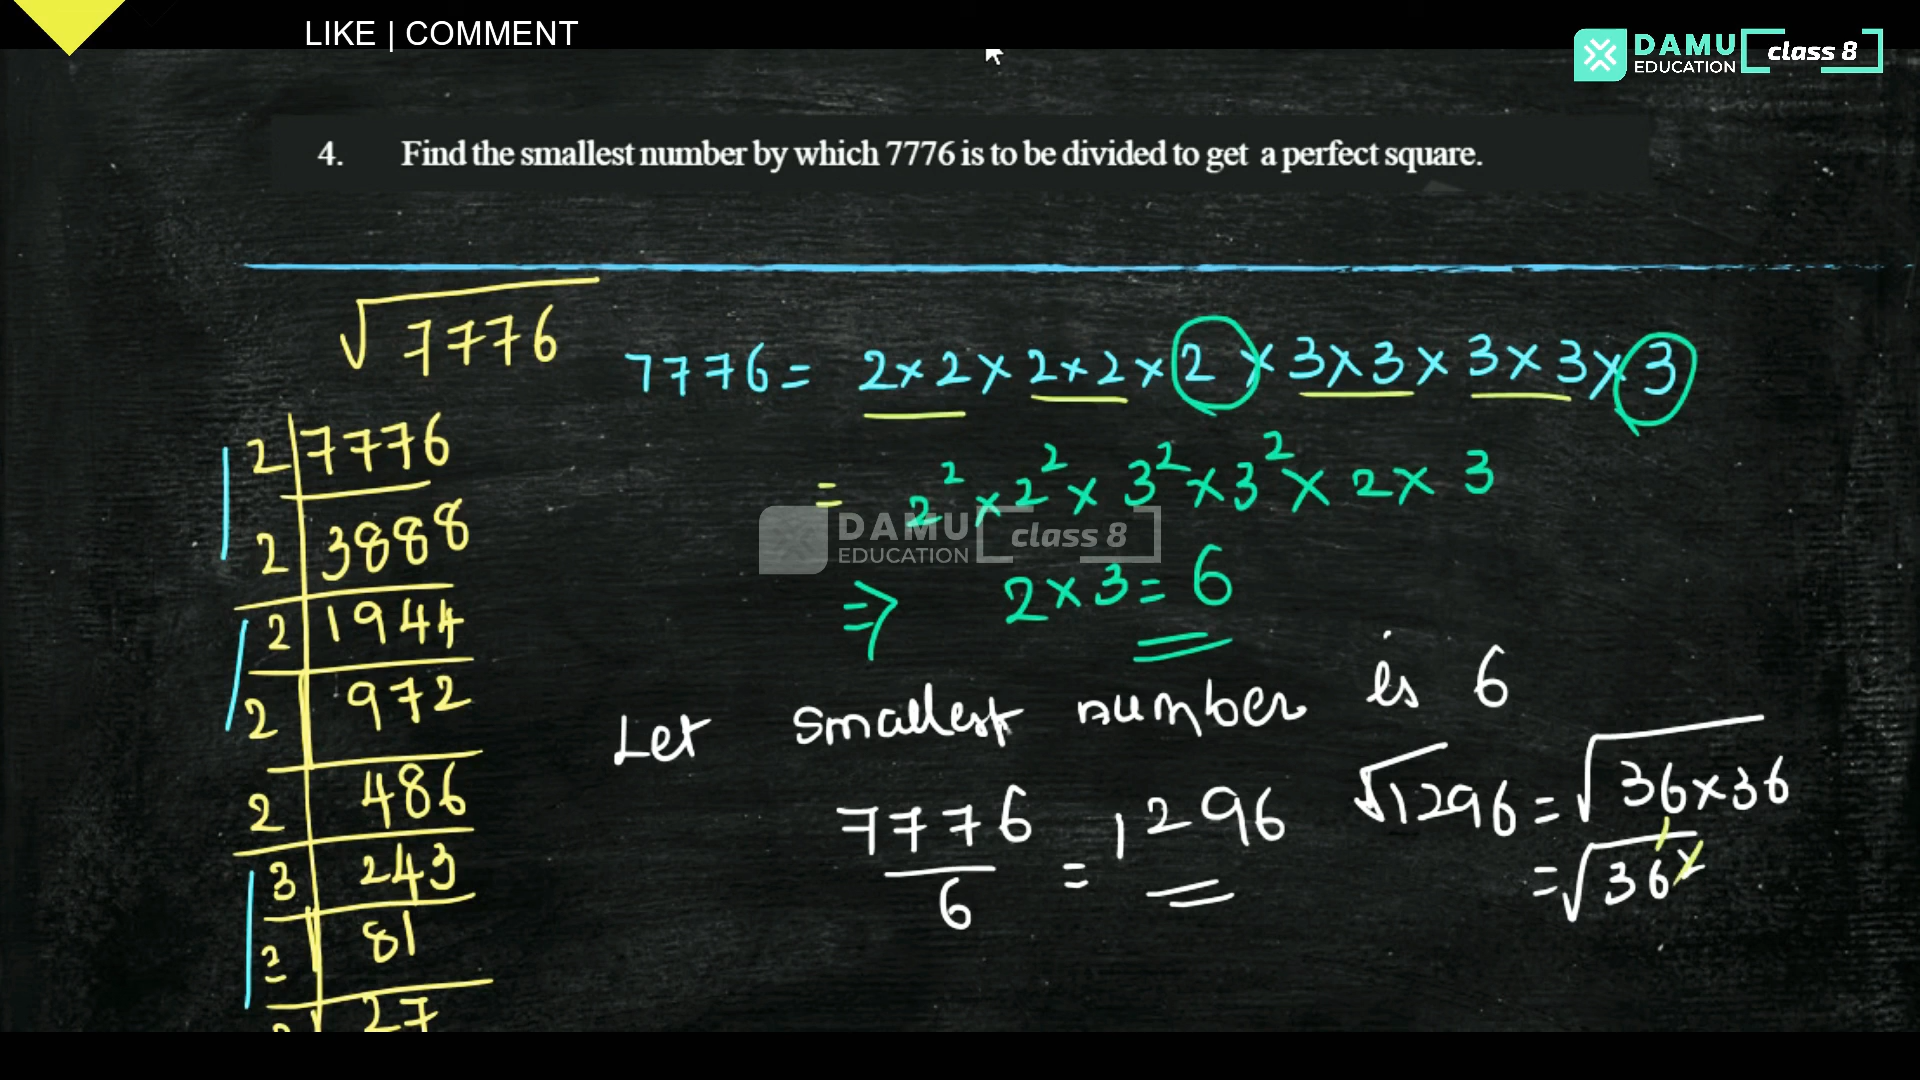 LIKE | COMMENT
DAMU EDUCATION class 8
4. Find the smallest number by which 7776 is to be divided to get a perfect square.
√7776
7776 = 2×2×2×2×2×3×3×3×3×3
= 2²×2²×3²×3²×2×3
DAMU EDUCATION class 8
⇒ 2×3=6
Let smallest number is 6
7776/6 = 1296
√1296 = √36×36
= √36²
2 7776
2 3888
2 1944
2 972
2 486
3 243
3 81
27